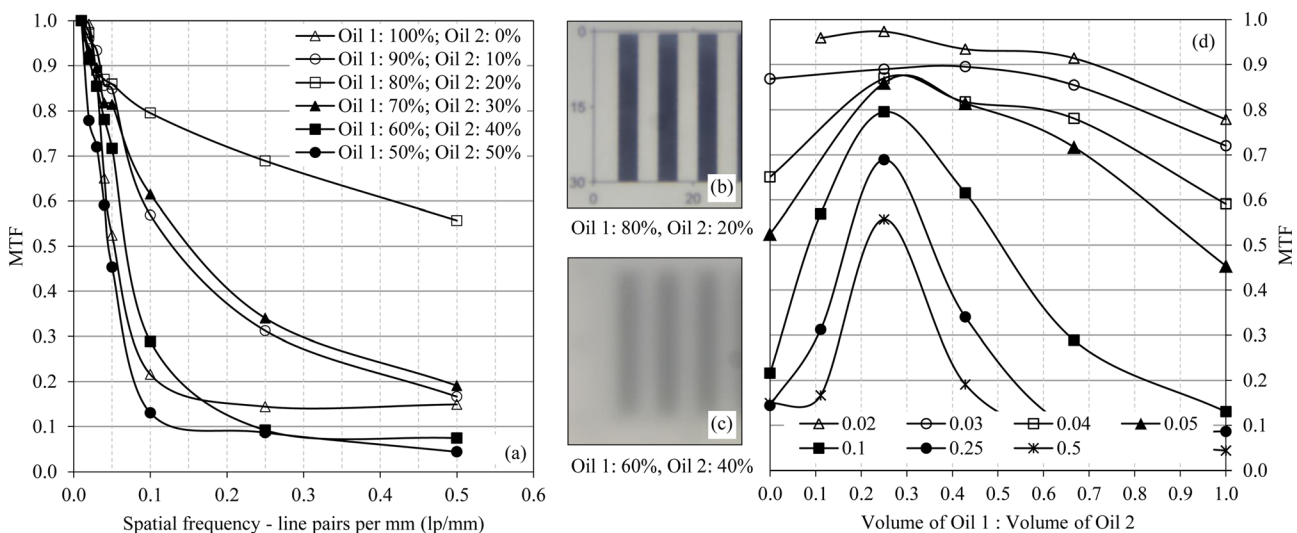 1.0
0.9
0.8
0.7
0.6
0.5
0.4
0.3
0.2
0.1
0.0
MTF
0.0 0.1 0.2 0.3 0.4 0.5 0.6
Spatial frequency - line pairs per mm (lp/mm)
Oil 1: 100%; Oil 2: 0%
Oil 1: 90%; Oil 2: 10%
Oil 1: 80%; Oil 2: 20%
Oil 1: 70%; Oil 2: 30%
Oil 1: 60%; Oil 2: 40%
Oil 1: 50%; Oil 2: 50%
(a)
0
15
30
0 20
(b)
Oil 1: 80%, Oil 2: 20%
(c)
Oil 1: 60%, Oil 2: 40%
(d)
1.0
0.9
0.8
0.7
0.6
0.5
0.4
0.3
0.2
0.1
0.0
MTF
0.02 0.03 0.04 0.05
0.1 0.25 0.5
0.0 0.1 0.2 0.3 0.4 0.5 0.6 0.7 0.8 0.9 1.0
Volume of Oil 1 : Volume of Oil 2